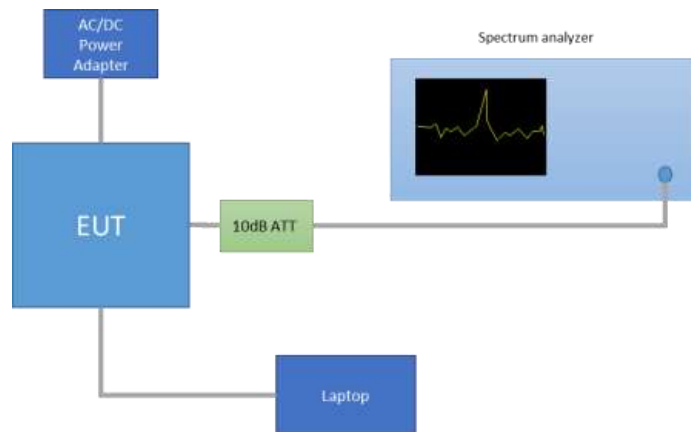 AC/DC
Power
Adapter
Spectrum analyzer
EUT
10dB ATT
Laptop